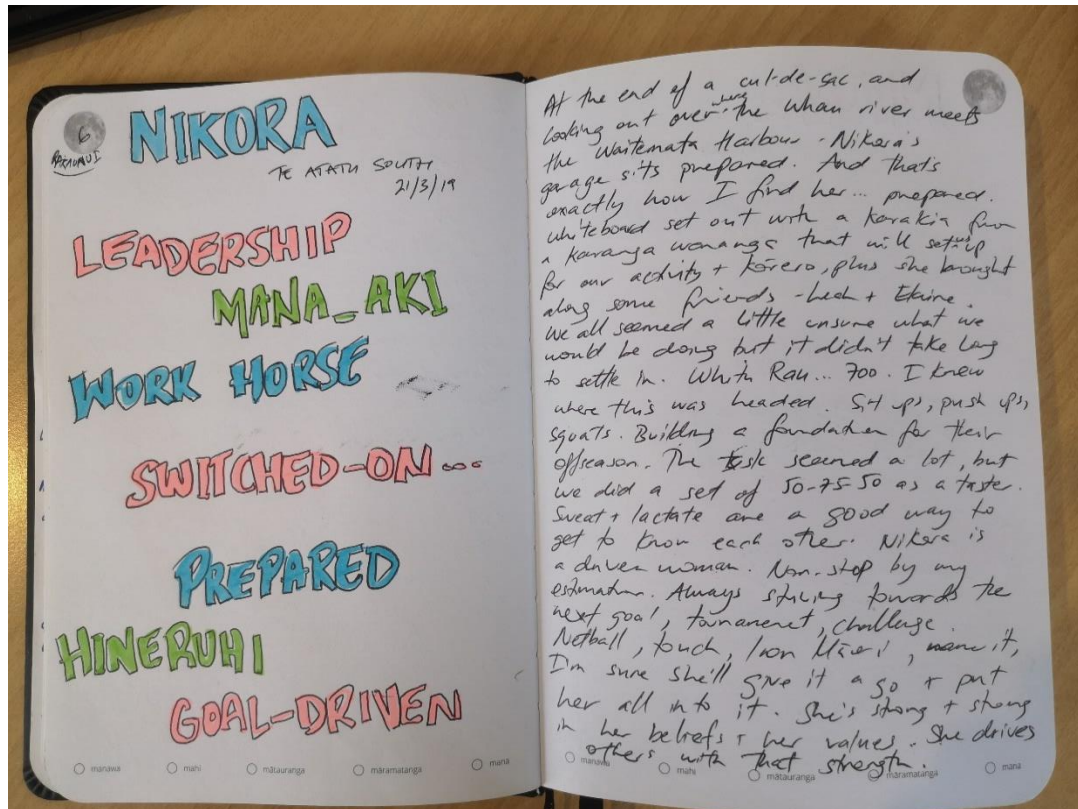 6
NIKORA
TE ATATU SOUTH
21/3/19
LEADERSHIP
MANA_AKI
WORK HORSE
SWITCHED-ON...
PREPARED
HINERUHI
GOAL-DRIVEN
manawa
mahi
mātauranga
māramatanga
mana
At the end of a cul-de-sac, and
looking out over where the Whau river meets
the Waitemata Harbour - Nikora's
garage sits prepared. And that's
exactly how I find her... prepared.
Whiteboard set out with a karakia from
a karanga wananga that will set us up
for our activity + kōrero, plus she brought
along some friends - Leah +
We all seemed a little unsure what we
would be doing but it didn't take long
to settle in. Whitu Rau... 700. I knew
where this was headed. Sit ups, push ups,
squats. Building a foundation for their
offseason. The task seemed a lot, but
we did a set of 50-75-50 as a taster.
Sweat + lactate are a good way to
get to know each other. Nikora is
a driven woman. Non-stop by my
estimation. Always striving towards the
next goal, tournament, challenge.
Netball, touch, Iron Māori, name it,
I'm sure she'll give it a go + put
her all into it. She's strong + strong
in her beliefs + her values. She drives
others with that strength.
manawa
mahi
mātauranga
māramatanga
mana